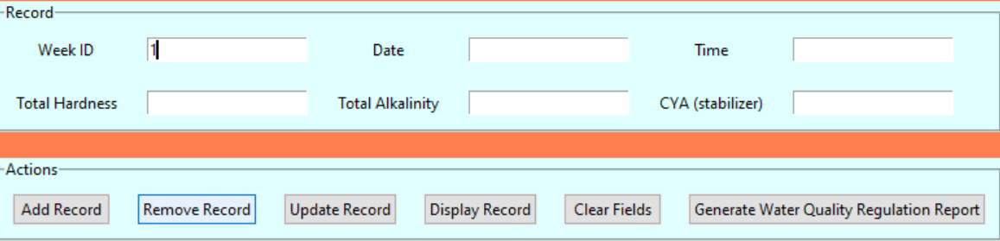 Record
Week ID 1 Date Time
Total Hardness Total Alkalinity CYA (stabilizer)
Actions
Add Record Remove Record Update Record Display Record Clear Fields Generate Water Quality Regulation Report